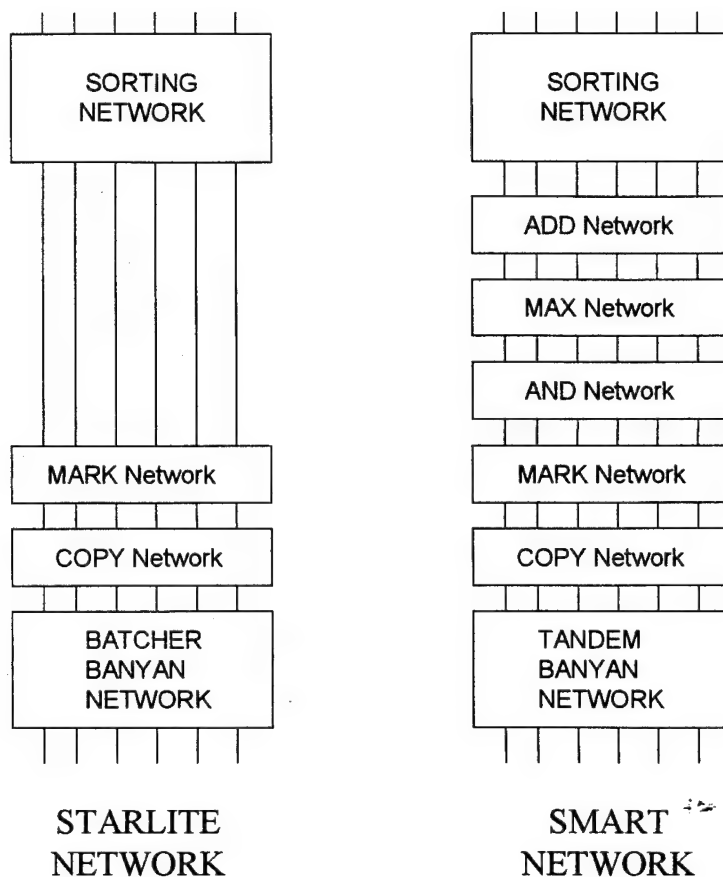 SORTING
NETWORK
MARK Network
COPY Network
BATCHER
BANYAN
NETWORK
STARLITE
NETWORK
SORTING
NETWORK
ADD Network
MAX Network
AND Network
MARK Network
COPY Network
TANDEM
BANYAN
NETWORK
SMART
NETWORK